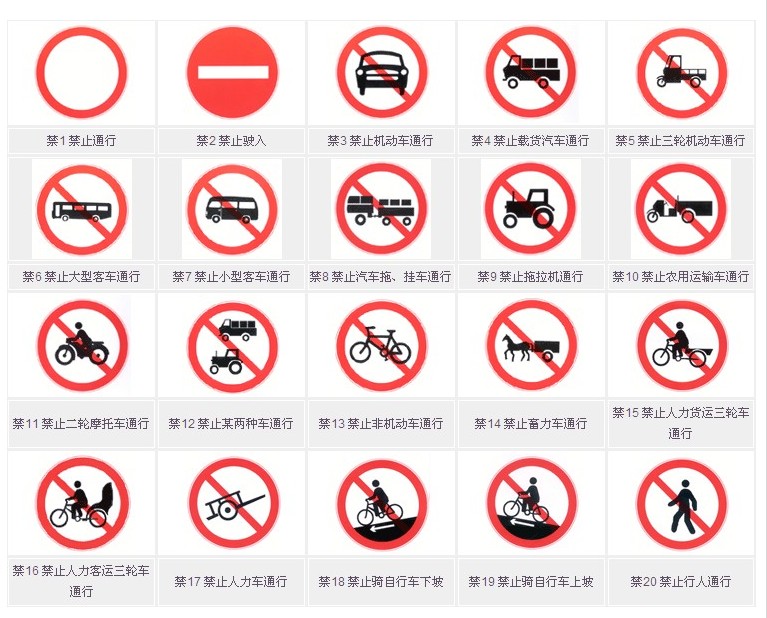 禁1 禁止通行
禁2 禁止驶入
禁3 禁止机动车通行
禁4 禁止载货汽车通行
禁5 禁止三轮机动车通行
禁6 禁止大型客车通行
禁7 禁止小型客车通行
禁8 禁止汽车拖、挂车通行
禁9 禁止拖拉机通行
禁10 禁止农用运输车通行
禁11 禁止二轮摩托车通行
禁12 禁止某两种车通行
禁13 禁止非机动车通行
禁14 禁止畜力车通行
禁15 禁止人力货运三轮车
通行
禁16 禁止人力客运三轮车
通行
禁17 禁止人力车通行
禁18 禁止骑自行车下坡
禁19 禁止骑自行车上坡
禁20 禁止行人通行